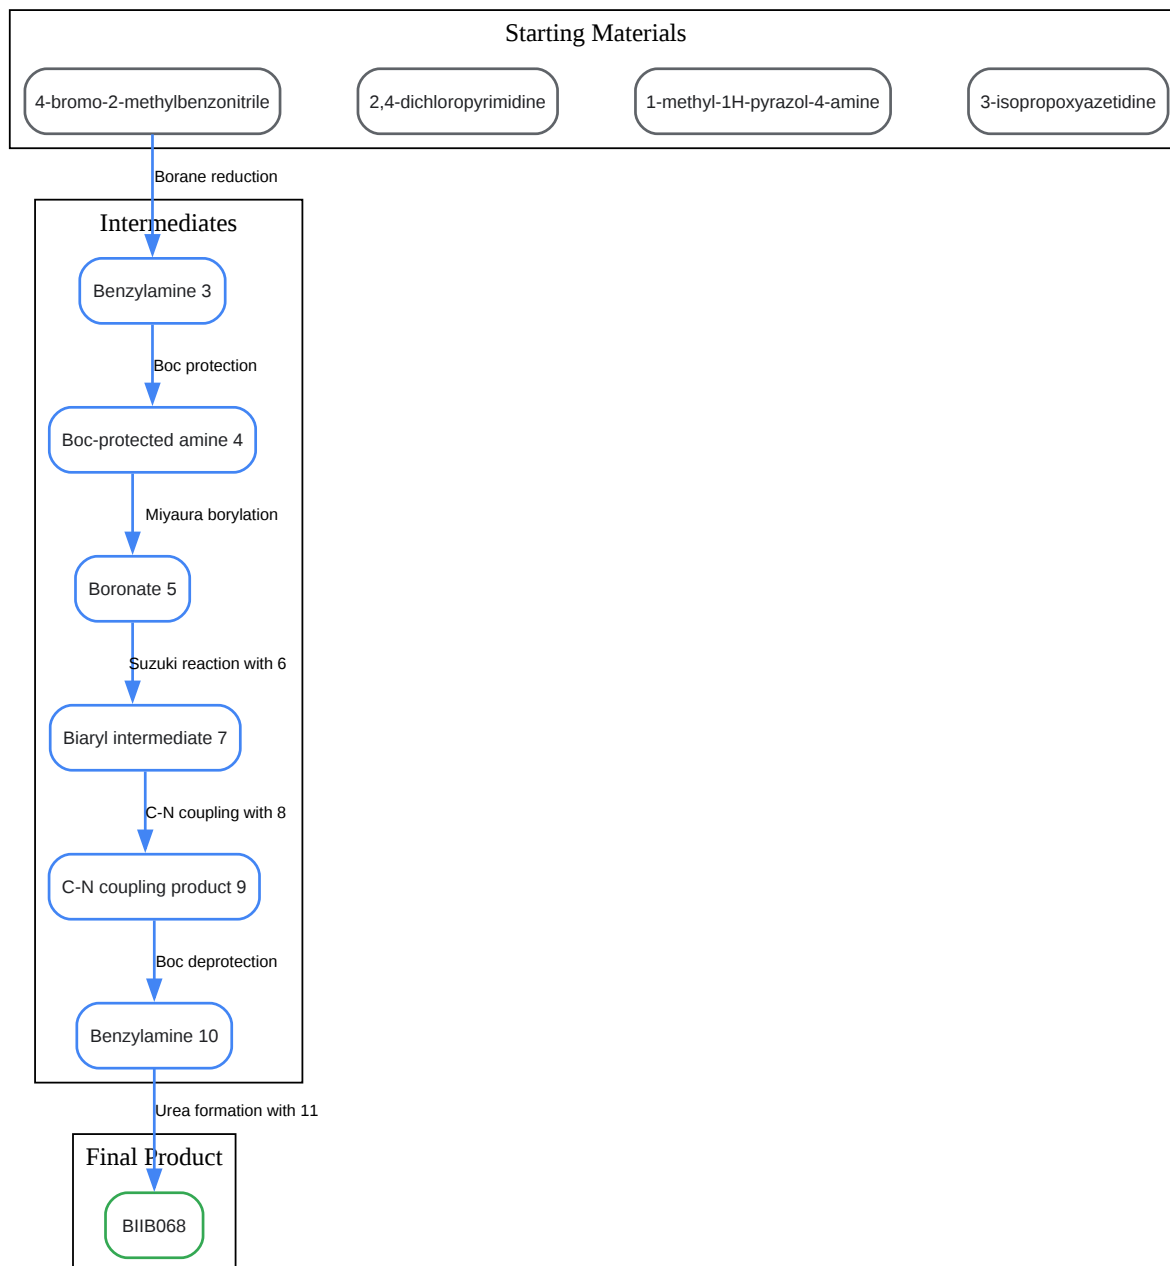 Starting Materials
4-bromo-2-methylbenzonitrile
2,4-dichloropyrimidine
1-methyl-1H-pyrazol-4-amine
3-isopropoxyazetidine
Borane reduction
Intermediates
Benzylamine 3
Boc protection
Boc-protected amine 4
Miyaura borylation
Boronate 5
Suzuki reaction with 6
Biaryl intermediate 7
C-N coupling with 8
C-N coupling product 9
Boc deprotection
Benzylamine 10
Urea formation with 11
Final Product
BIIB068